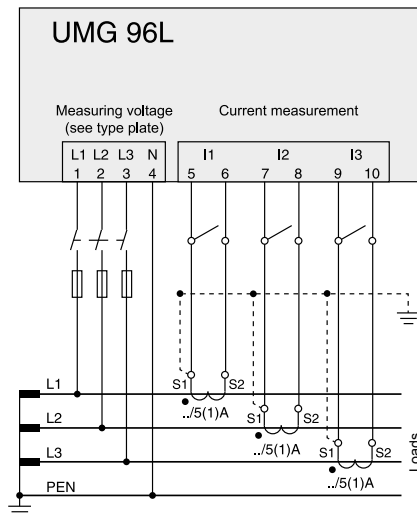 UMG 96L
Measuring voltage
(see type plate)
Current measurement
L1 L2 L3 N
1 2 3 4
I1 I2 I3
5 6 7 8 9 10
L1
S1 S2
../5(1)A
L2
S1 S2
../5(1)A
L3
S1 S2
../5(1)A
PEN
Loads